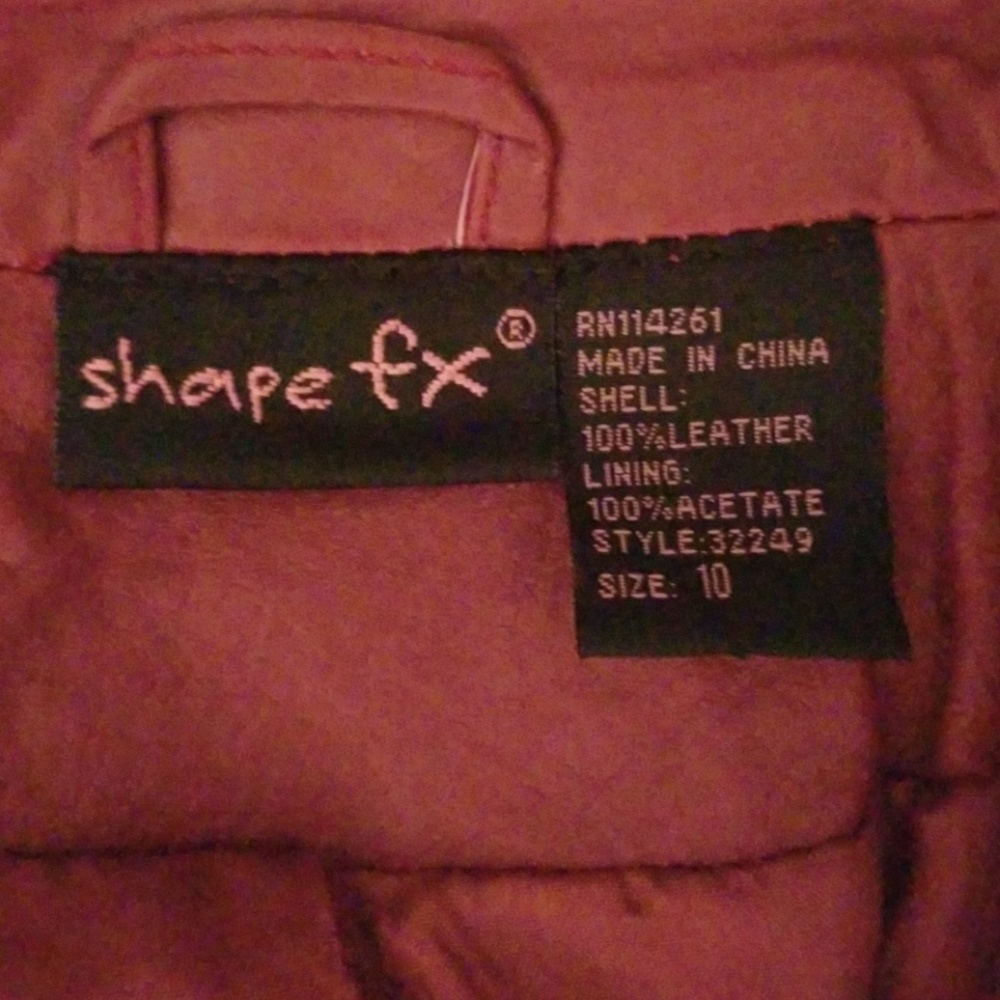 shape fx®
RN114261
MADE IN CHINA
SHELL:
100%LEATHER
LINING:
100%ACETATE
STYLE:32249
SIZE: 10